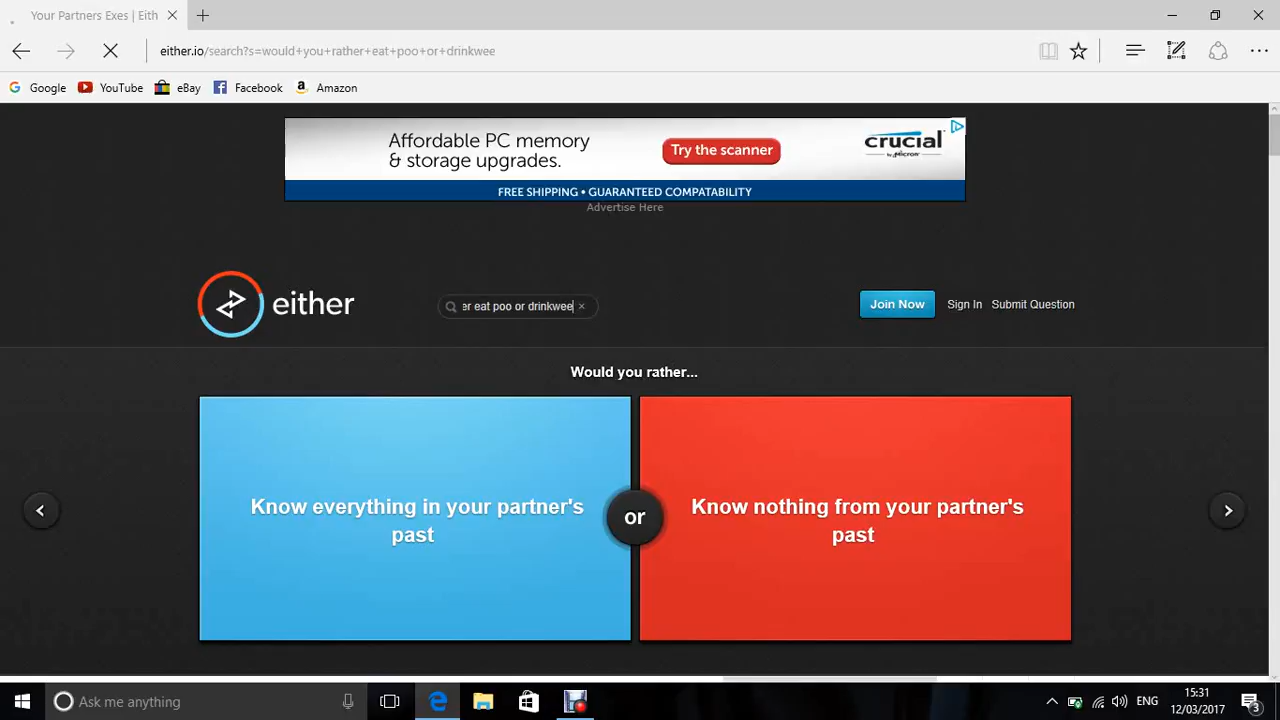 Your Partners Exes | Eith
either.io/search?s=would+you+rather+eat+poo+or+drinkwee
Google YouTube eBay Facebook Amazon
Affordable PC memory
& storage upgrades.
Try the scanner
crucial
by Micron
FREE SHIPPING • GUARANTEED COMPATABILITY
Advertise Here
either
er eat poo or drinkwee
Join Now Sign In Submit Question
Would you rather...
Know everything in your partner's
past
or
Know nothing from your partner's
past
Ask me anything
ENG
15:31
12/03/2017
3